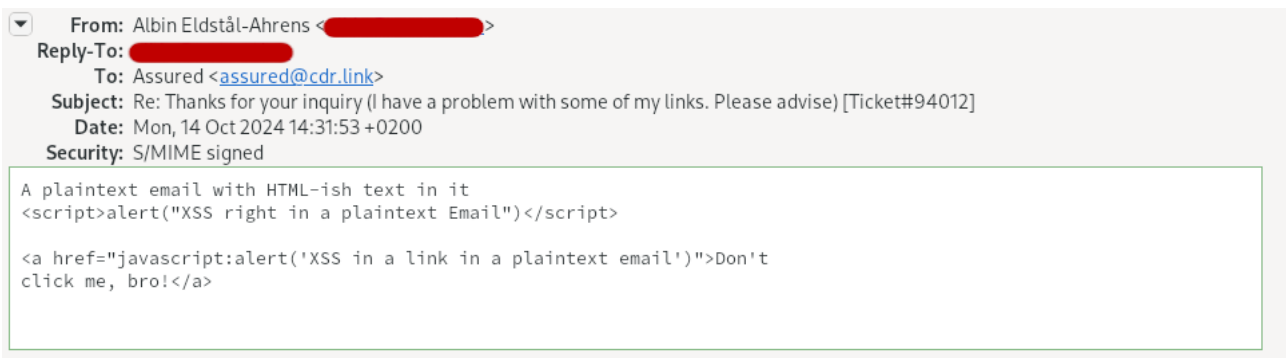 From: Albin Eldstål-Ahrens < >
Reply-To:
To: Assured <assured@cdr.link>
Subject: Re: Thanks for your inquiry (I have a problem with some of my links. Please advise) [Ticket#94012]
Date: Mon, 14 Oct 2024 14:31:53 +0200
Security: S/MIME signed
A plaintext email with HTML-ish text in it
<script>alert("XSS right in a plaintext Email")</script>
<a href="javascript:alert('XSS in a link in a plaintext email')">Don't
click me, bro!</a>